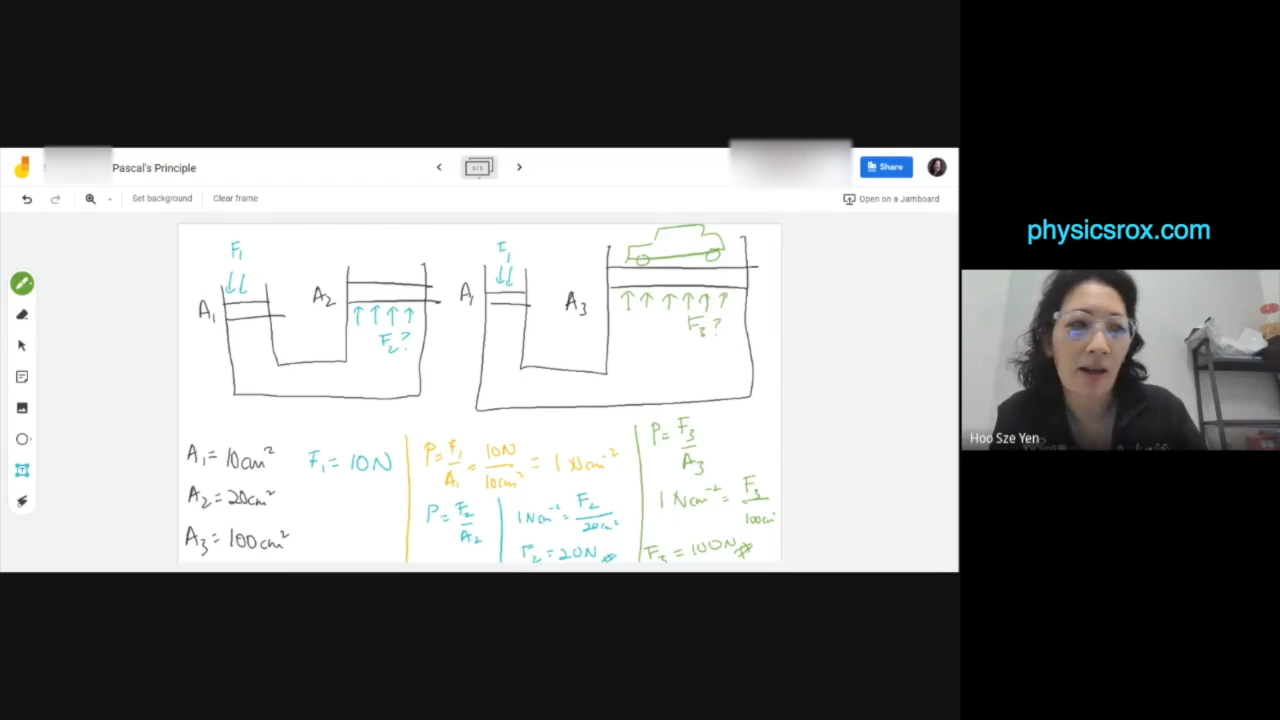 Pascal's Principle
1/1
Share
Set background
Clear frame
Open on a Jamboard
F₁
A₁
A₂
F₂?
F₁
A₁
A₃
F₃?
A₁ = 10cm²
A₂ = 20cm²
A₃ = 100cm²
F₁ = 10N
P = F₁/A₁ = 10N/10cm² = 1 Ncm⁻²
P = F₂/A₂
1Ncm⁻² = F₂/20cm²
F₂ = 20N
P = F₃/A₃
1Ncm⁻² = F₃/100cm²
F₃ = 100N
physicsrox.com
Hoo Sze Yen